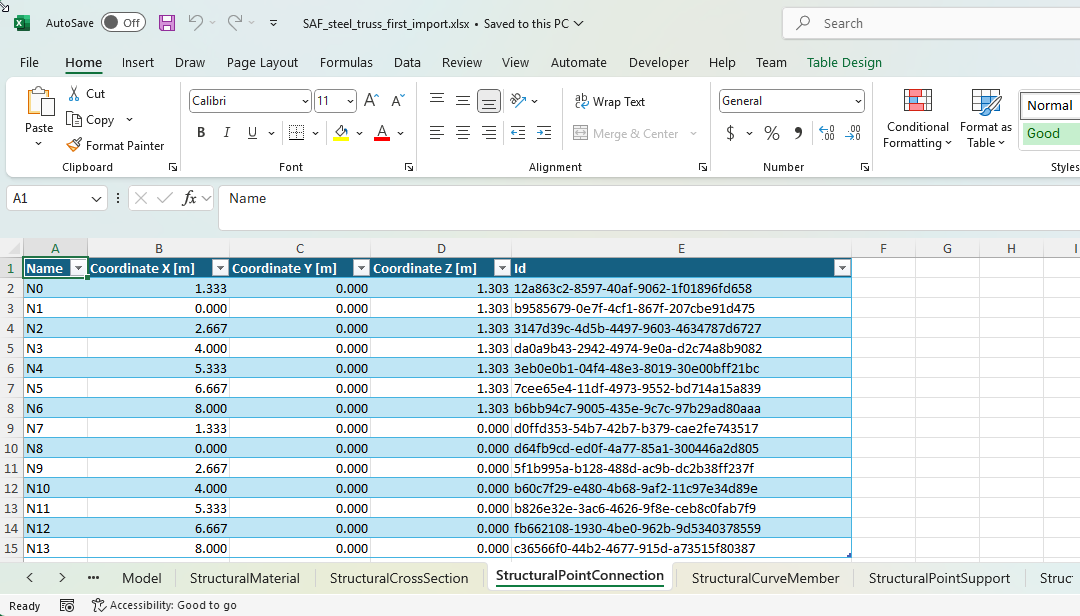 AutoSave Off SAF_steel_truss_first_import.xlsx • Saved to this PC Search
File Home Insert Draw Page Layout Formulas Data Review View Automate Developer Help Team Table Design
Paste Cut Copy Format Painter
Clipboard
Calibri 11
B I U A
Font
Wrap Text
Merge & Center
Alignment
General
$ % 9 .00 .00
Number
Conditional Formatting
Format as Table
Normal
Good
Styles
A1 fx Name
A B C D E F G H I
1 Name Coordinate X [m] Coordinate Y [m] Coordinate Z [m] Id
2 N0 1.333 0.000 1.303 12a863c2-8597-40af-9062-1f01896fd658
3 N1 0.000 0.000 1.303 b9585679-0e7f-4cf1-867f-207cbe91d475
4 N2 2.667 0.000 1.303 3147d39c-4d5b-4497-9603-4634787d6727
5 N3 4.000 0.000 1.303 da0a9b43-2942-4974-9e0a-d2c74a8b9082
6 N4 5.333 0.000 1.303 3eb0e0b1-04f4-48e3-8019-30e00bff21bc
7 N5 6.667 0.000 1.303 7cee65e4-11df-4973-9552-bd714a15a839
8 N6 8.000 0.000 1.303 b6bb94c7-9005-435e-9c7c-97b29ad80aaa
9 N7 1.333 0.000 0.000 d0ffd353-54b7-42b7-b379-cae2fe743517
10 N8 0.000 0.000 0.000 d64fb9cd-ed0f-4a77-85a1-300446a2d805
11 N9 2.667 0.000 0.000 5f1b995a-b128-488d-ac9b-dc2b38ff237f
12 N10 4.000 0.000 0.000 b60c7f29-e480-4b68-9af2-11c97e34d89e
13 N11 5.333 0.000 0.000 b826e32e-3ac6-4626-9f8e-ceb8c0fab7f9
14 N12 6.667 0.000 0.000 fb662108-1930-4be0-962b-9d5340378559
15 N13 8.000 0.000 0.000 c36566f0-44b2-4677-915d-a73515f80387
Model StructuralMaterial StructuralCrossSection StructuralPointConnection StructuralCurveMember StructuralPointSupport Struct
Ready Accessibility: Good to go